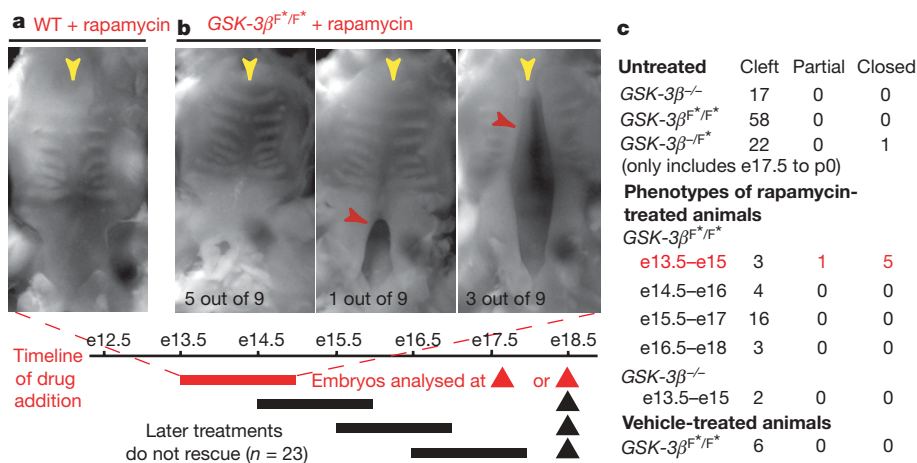 a WT + rapamycin
b GSK-3βF*/F* + rapamycin
5 out of 9
1 out of 9
3 out of 9
e12.5 e13.5 e14.5 e15.5 e16.5 e17.5 e18.5
Timeline
of drug
addition
Embryos analysed at or
Later treatments
do not rescue (n = 23)
c
Untreated Cleft Partial Closed
GSK-3β–/– 17 0 0
GSK-3βF*/F* 58 0 0
GSK-3β–/F* 22 0 1
(only includes e17.5 to p0)
Phenotypes of rapamycin-
treated animals
GSK-3βF*/F*
e13.5–e15 3 1 5
e14.5–e16 4 0 0
e15.5–e17 16 0 0
e16.5–e18 3 0 0
GSK-3β–/–
e13.5–e15 2 0 0
Vehicle-treated animals
GSK-3βF*/F* 6 0 0